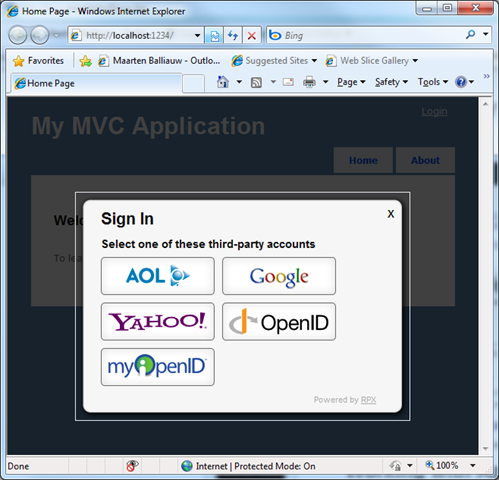 Home Page - Windows Internet Explorer
http://localhost:1234/
Bing
Favorites
Maarten Balliauw - Outlo...
Suggested Sites
Web Slice Gallery
Home Page
Page
Safety
Tools
Login
My MVC Application
Home
About
Welc
To lea
Sign In
X
Select one of these third-party accounts
AOL
Google
YAHOO!
OpenID
myOpenID
Powered by RPX
Done
Internet | Protected Mode: On
100%